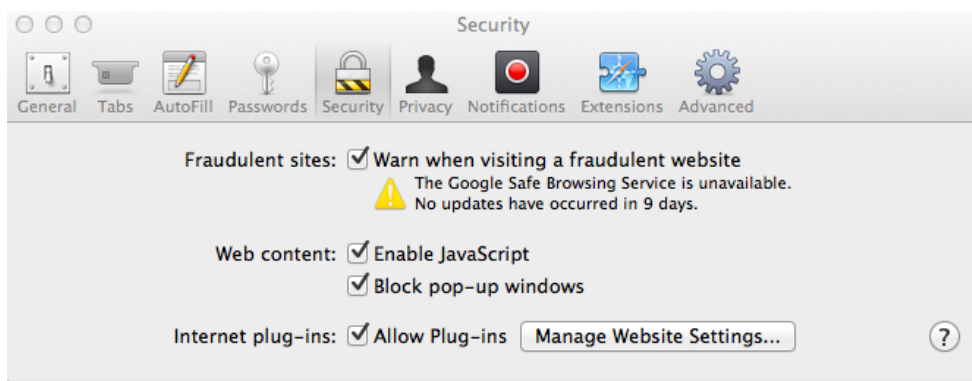 Security
General Tabs AutoFill Passwords Security Privacy Notifications Extensions Advanced
Fraudulent sites: Warn when visiting a fraudulent website
The Google Safe Browsing Service is unavailable.
No updates have occurred in 9 days.
Web content: Enable JavaScript
Block pop-up windows
Internet plug-ins: Allow Plug-ins Manage Website Settings... ?